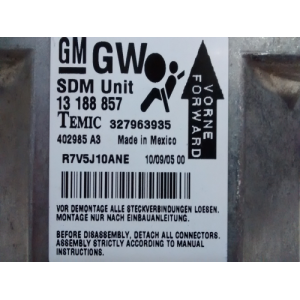 GM GW
SDM Unit
13 188 857
TEMIC 327963935
402985 A3 Made in Mexico
R7V5J10ANE 10/09/05 00
VORNE
FORWARD
VOR DEMONTAGE ALLE STECKVERBINDUNGEN LOESEN.
MONTAGE NACH EINBAUANLEITUNG.
BEFORE DISASSEMBLY, DETACH ALL CONNECTORS.
ASSEMBLY STRICTLY ACCORDING TO MANUAL
INSTRUCTIONS.